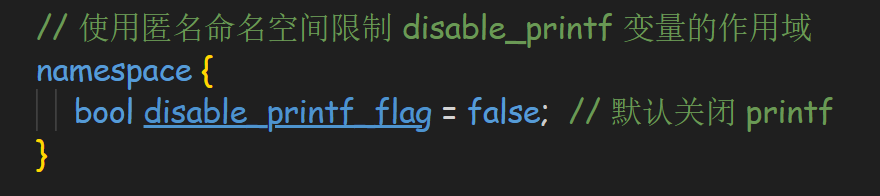 // 使用匿名命名空间限制 disable_printf 变量的作用域
namespace {
    bool disable_printf_flag = false;  // 默认关闭 printf
}